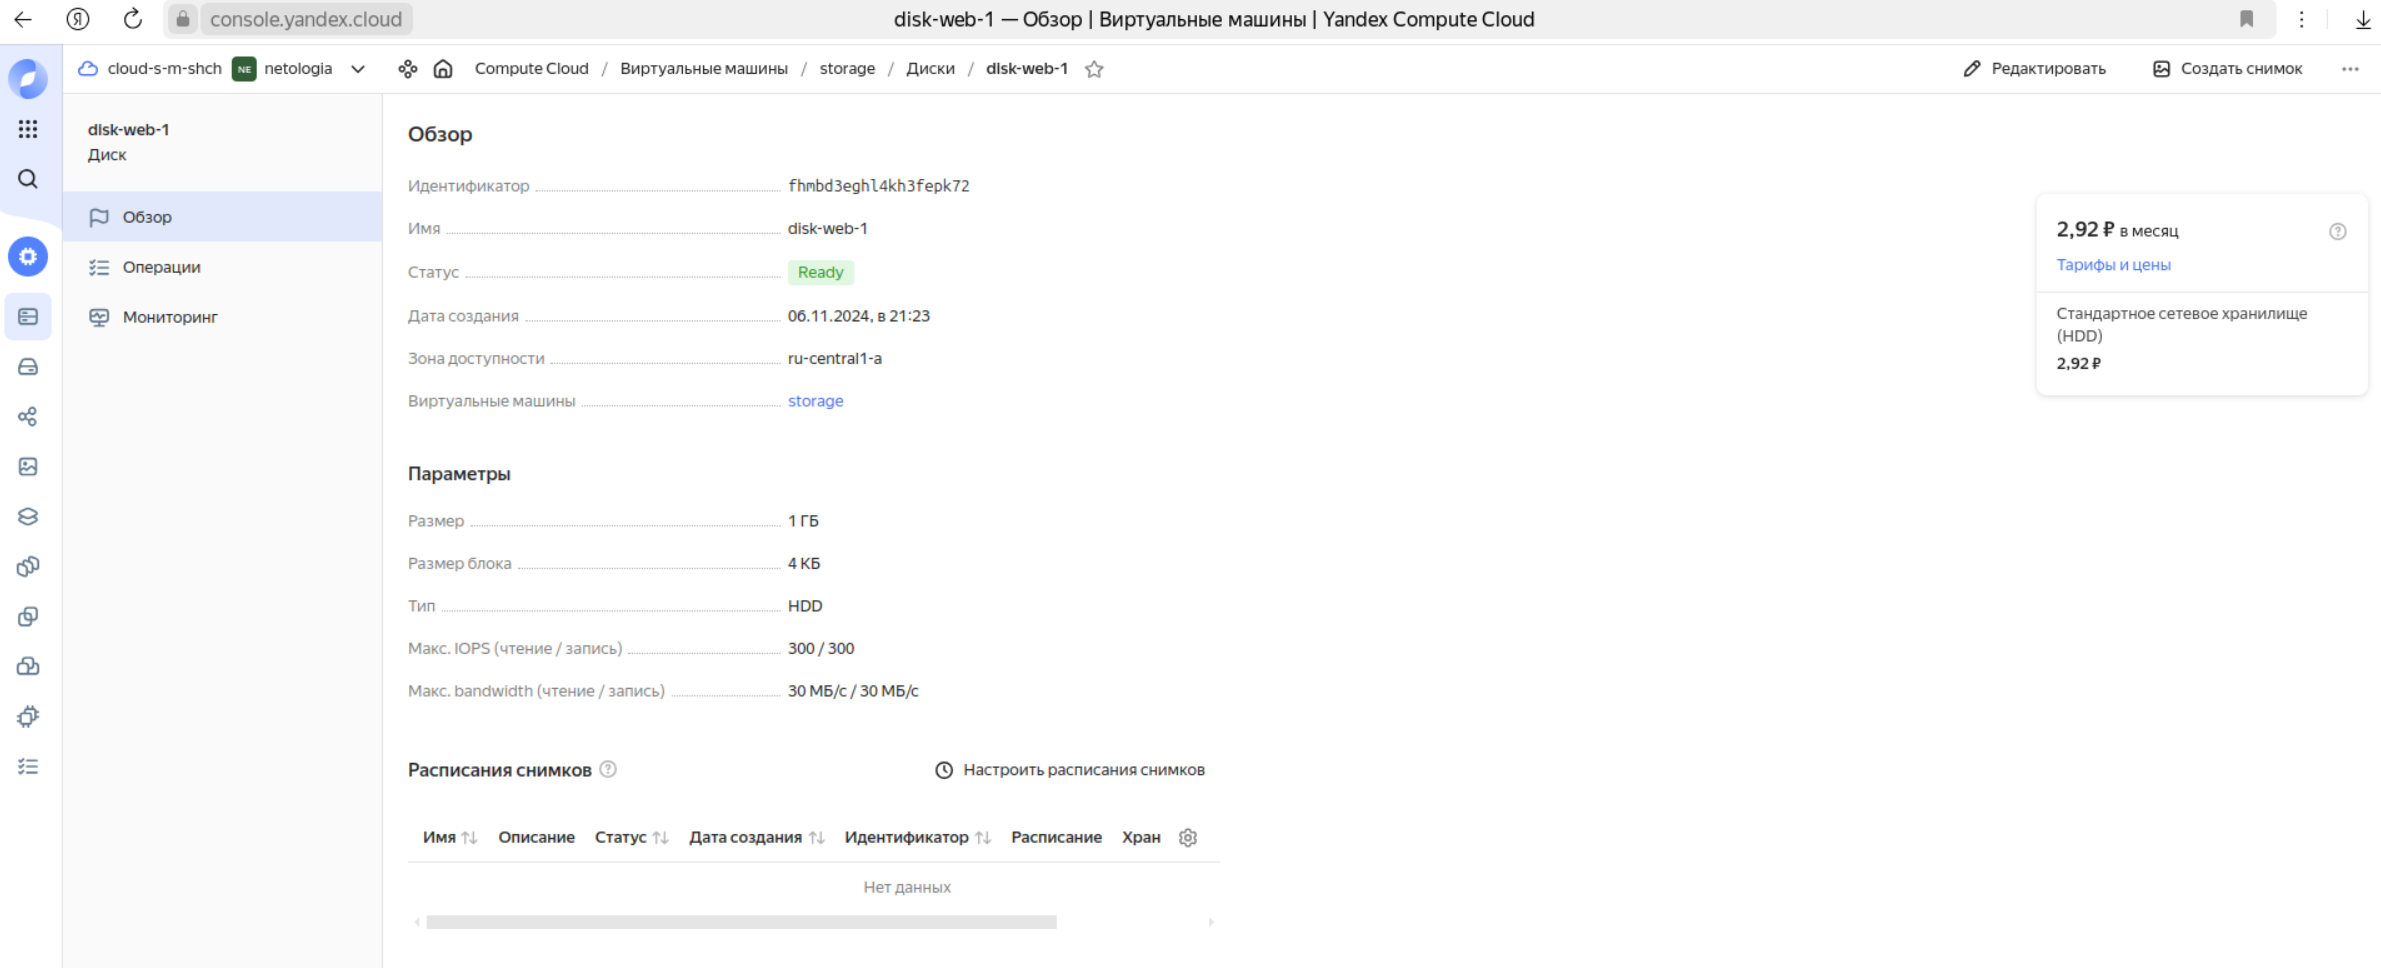 Я
console.yandex.cloud
disk-web-1 — Обзор | Виртуальные машины | Yandex Compute Cloud
cloud-s-m-shch NE netologia
Compute Cloud / Виртуальные машины / storage / Диски / disk-web-1
Редактировать
Создать снимок
disk-web-1
Диск
Обзор
Операции
Мониторинг
Обзор
Идентификатор fhmbd3eghl4kh3fepk72
Имя disk-web-1
Статус Ready
Дата создания 06.11.2024, в 21:23
Зона доступности ru-central1-a
Виртуальные машины storage
Параметры
Размер 1 ГБ
Размер блока 4 КБ
Тип HDD
Макс. IOPS (чтение / запись) 300 / 300
Макс. bandwidth (чтение / запись) 30 МБ/с / 30 МБ/с
Расписания снимков
Настроить расписания снимков
Имя Описание Статус Дата создания Идентификатор Расписание Хран
Нет данных
2,92 ₽ в месяц
Тарифы и цены
Стандартное сетевое хранилище
(HDD)
2,92 ₽